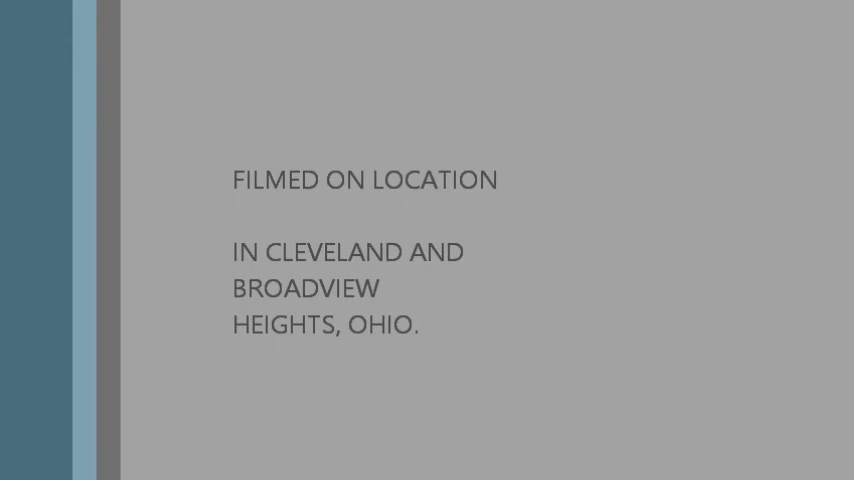 FILMED ON LOCATION
IN CLEVELAND AND
BROADVIEW
HEIGHTS, OHIO.